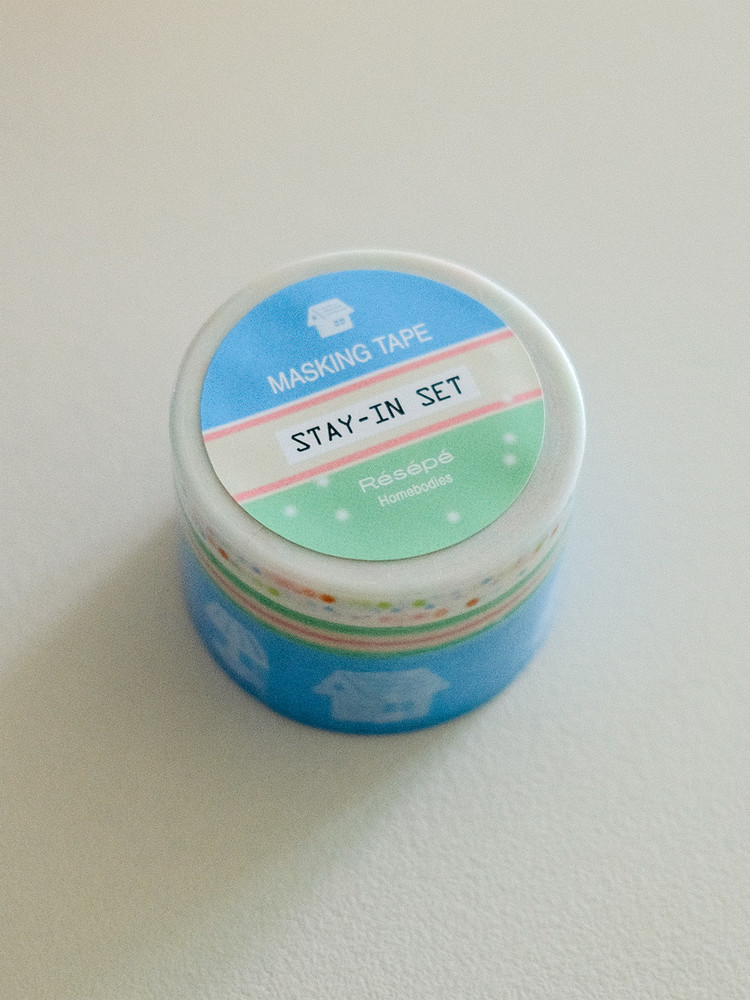 MASKING TAPE
STAY-IN SET
Résépé
Homebodies